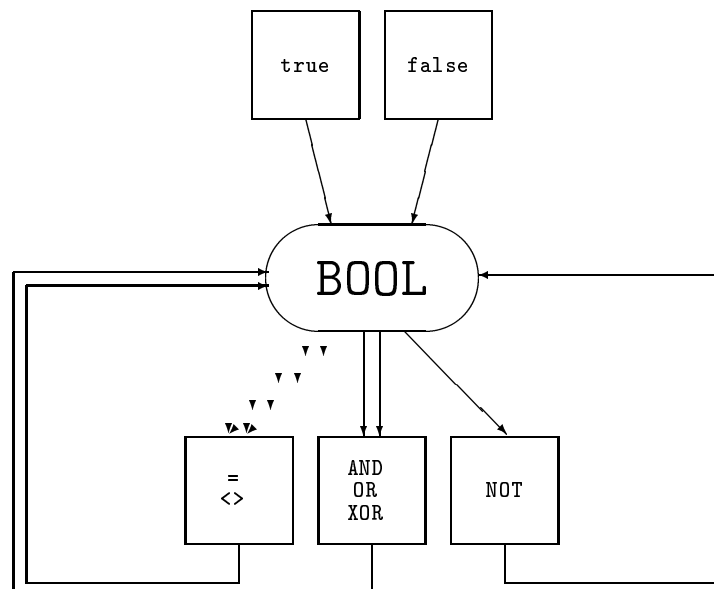 true
false
BOOL
=
<>
AND
OR
XOR
NOT